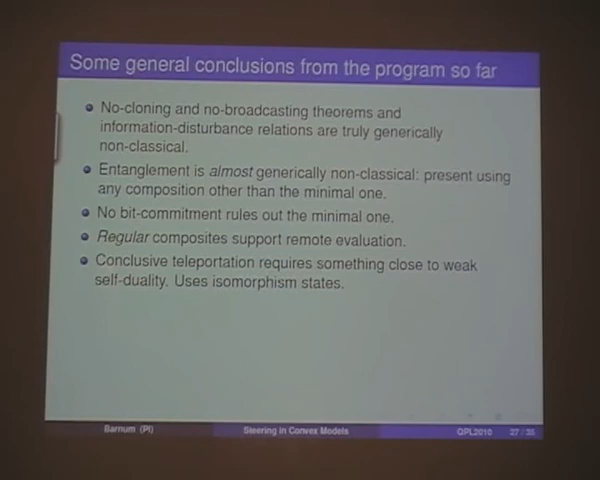 Some general conclusions from the program so far
No-cloning and no-broadcasting theorems and
information-disturbance relations are truly generically
non-classical.
Entanglement is almost generically non-classical: present using
any composition other than the minimal one.
No bit-commitment rules out the minimal one.
Regular composites support remote evaluation.
Conclusive teleportation requires something close to weak
self-duality. Uses isomorphism states.
Barnum (PI) Steering in Convex Models QPL2010 27 / 35